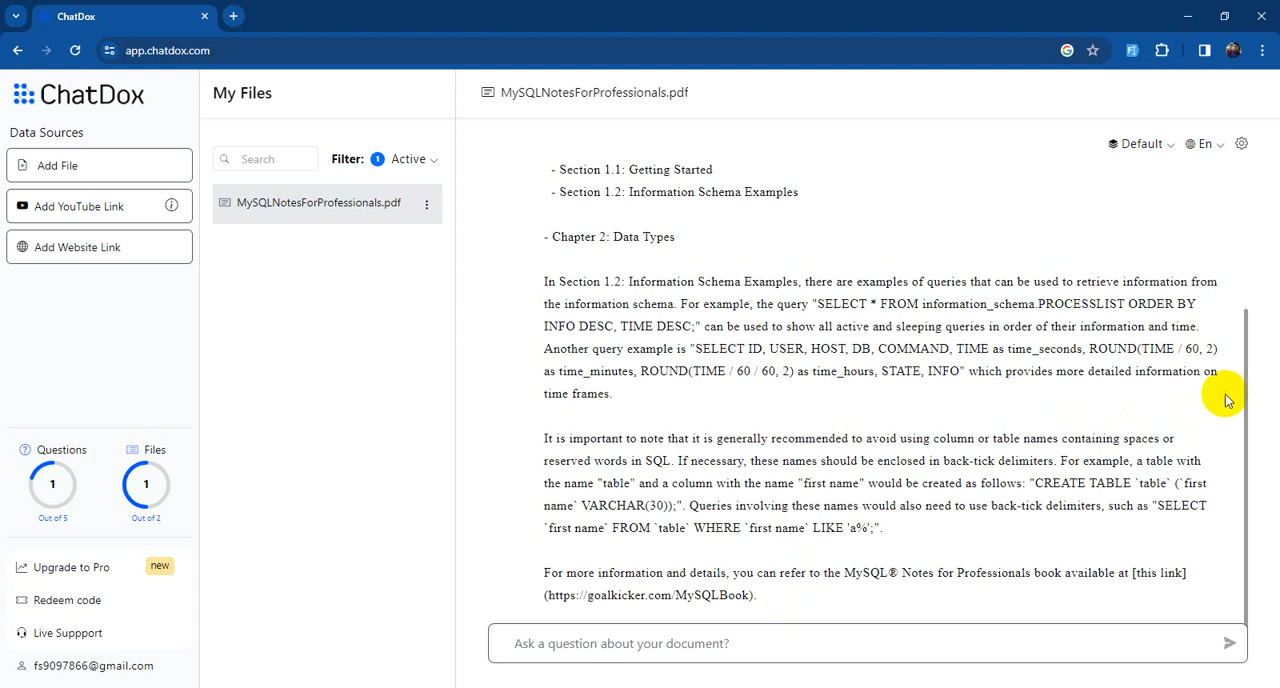 ChatDox
app.chatdox.com
ChatDox
Data Sources
Add File
Add YouTube Link
Add Website Link
Questions
Files
1
1
Out of 5
Out of 2
Upgrade to Pro
new
Redeem code
Live Suppport
fs9097866@gmail.com
My Files
Search
Filter:
1
Active
MySQLNotesForProfessionals.pdf
MySQLNotesForProfessionals.pdf
Default
En
- Section 1.1: Getting Started
- Section 1.2: Information Schema Examples
- Chapter 2: Data Types
In Section 1.2: Information Schema Examples, there are examples of queries that can be used to retrieve information from
the information schema. For example, the query "SELECT * FROM information_schema.PROCESSLIST ORDER BY
INFO DESC, TIME DESC;" can be used to show all active and sleeping queries in order of their information and time.
Another query example is "SELECT ID, USER, HOST, DB, COMMAND, TIME as time_seconds, ROUND(TIME / 60, 2)
as time_minutes, ROUND(TIME / 60 / 60, 2) as time_hours, STATE, INFO" which provides more detailed information on
time frames.
It is important to note that it is generally recommended to avoid using column or table names containing spaces or
reserved words in SQL. If necessary, these names should be enclosed in back-tick delimiters. For example, a table with
the name "table" and a column with the name "first name" would be created as follows: "CREATE TABLE `table` (`first
name` VARCHAR(30));". Queries involving these names would also need to use back-tick delimiters, such as "SELECT
`first name` FROM `table` WHERE `first name` LIKE 'a%';".
For more information and details, you can refer to the MySQL® Notes for Professionals book available at [this link]
(https://goalkicker.com/MySQLBook).
Ask a question about your document?